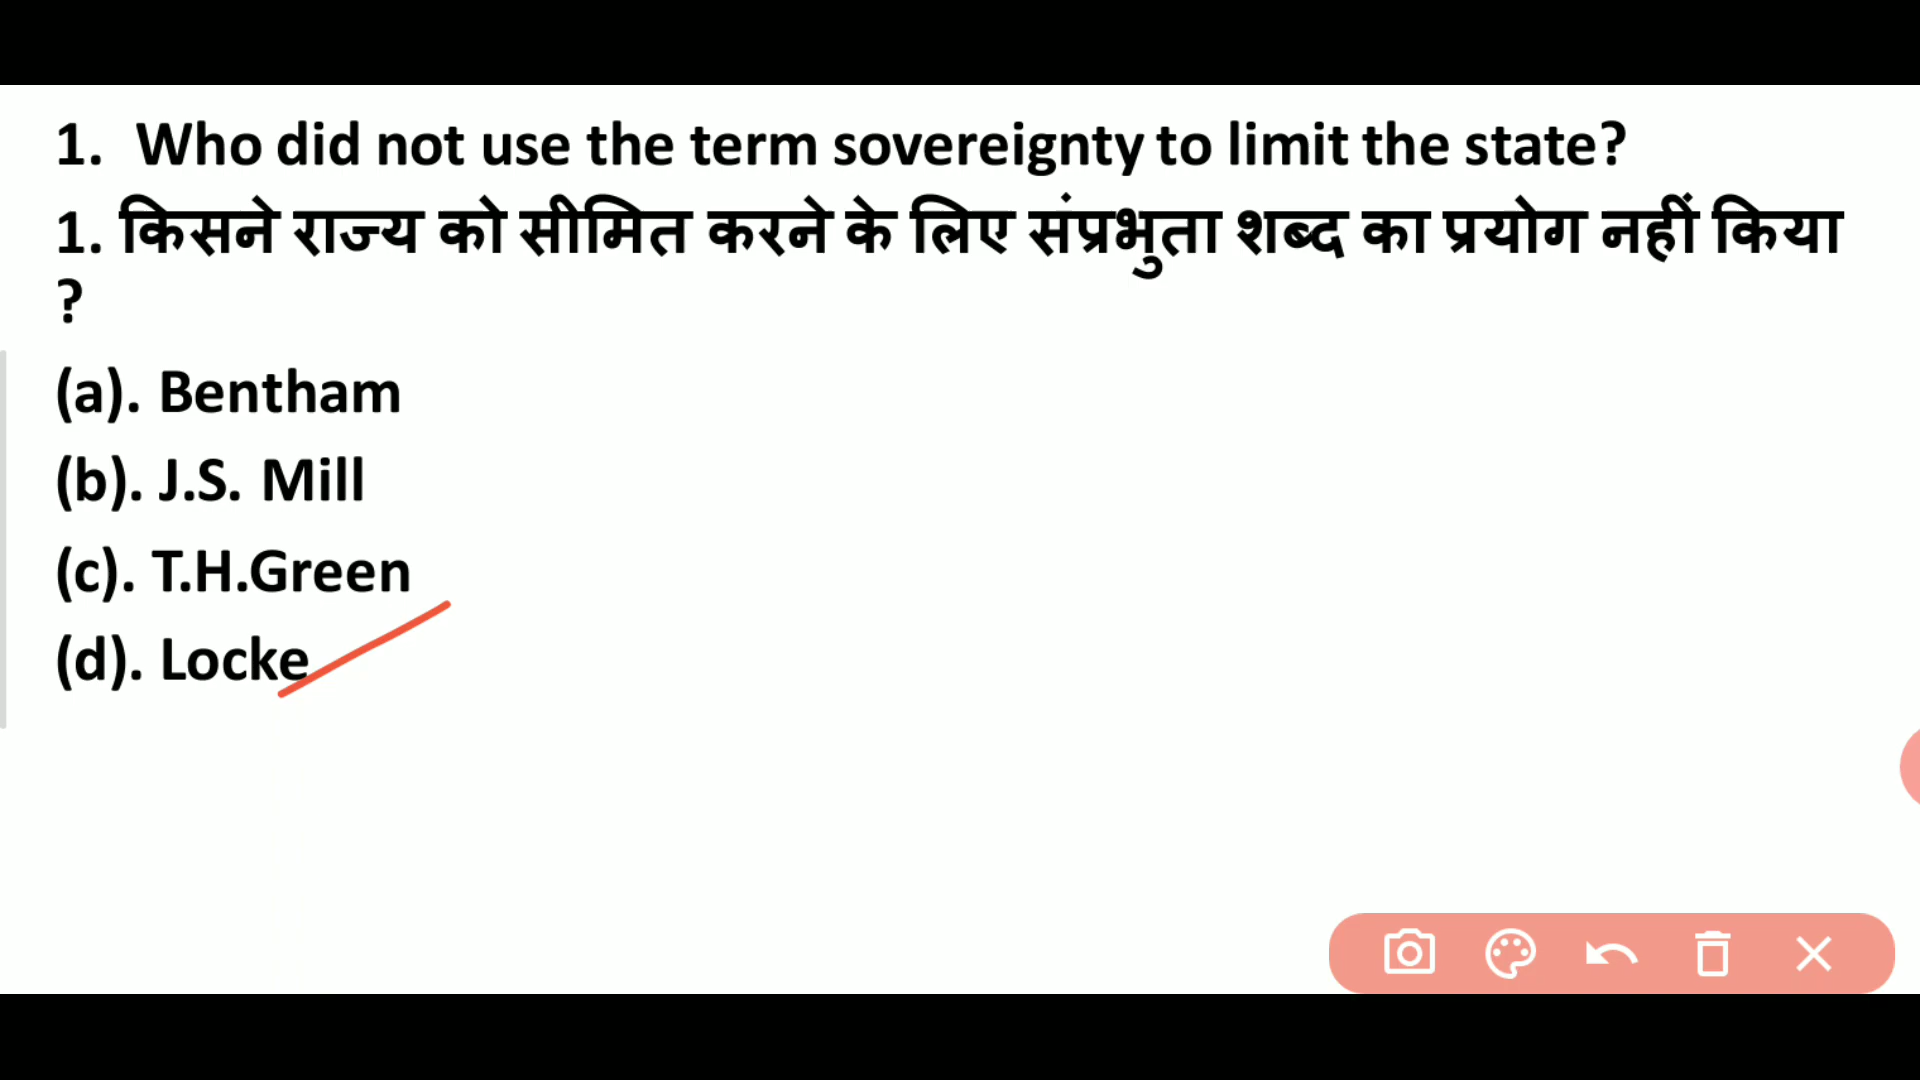 1. Who did not use the term sovereignty to limit the state?
1. किसने राज्य को सीमित करने के लिए संप्रभुता शब्द का प्रयोग नहीं किया
?
(a). Bentham
(b). J.S. Mill
(c). T.H.Green
(d). Locke